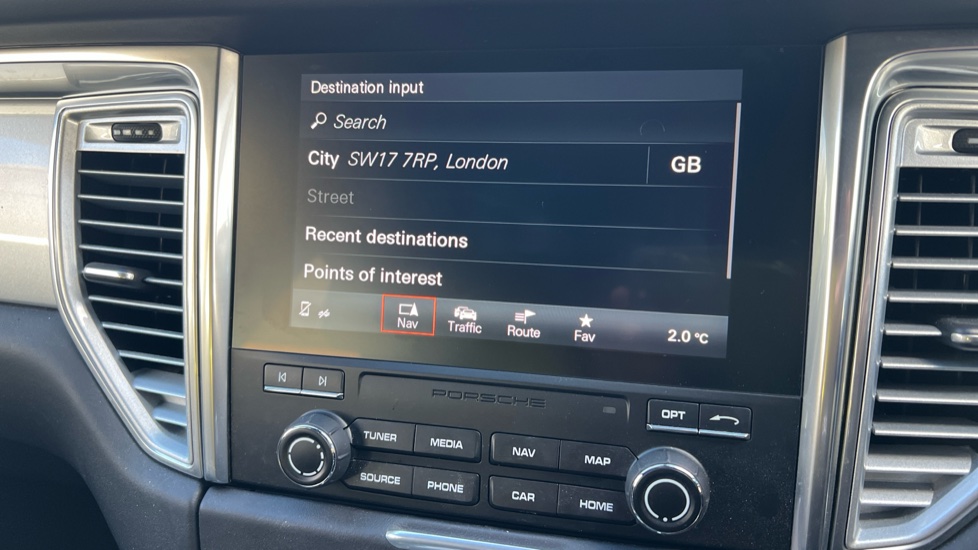 Destination input
Search
City SW17 7RP, London GB
Street
Recent destinations
Points of interest
Nav Traffic Route Fav 2.0 °C
PORSCHE
OPT
TUNER MEDIA NAV MAP
SOURCE PHONE CAR HOME